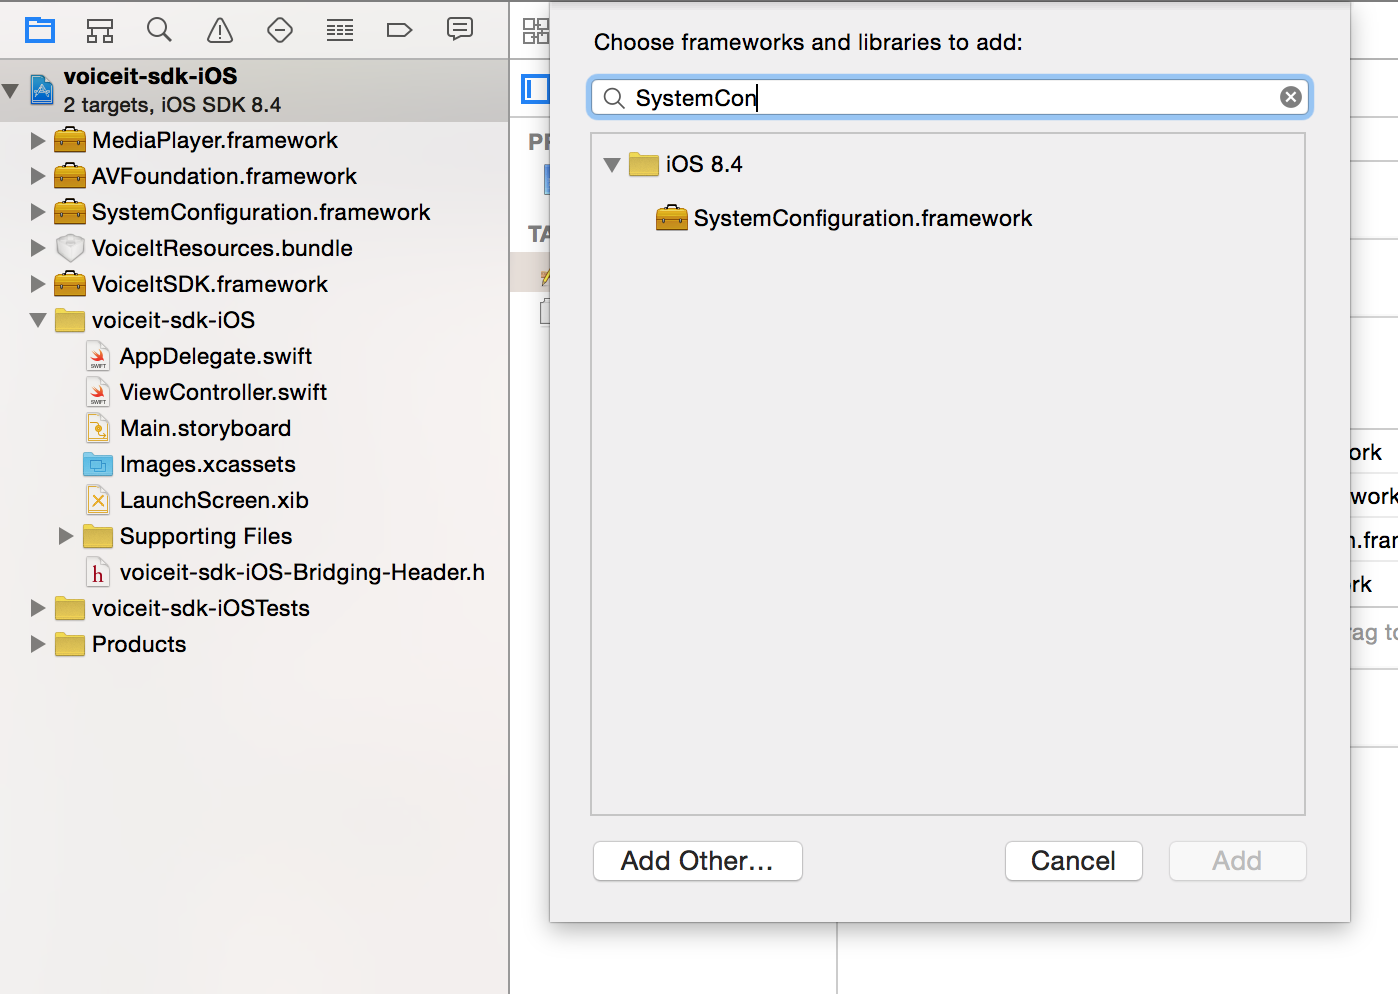 voiceit-sdk-iOS
2 targets, iOS SDK 8.4
MediaPlayer.framework
AVFoundation.framework
SystemConfiguration.framework
VoiceItResources.bundle
VoiceItSDK.framework
voiceit-sdk-iOS
AppDelegate.swift
ViewController.swift
Main.storyboard
Images.xcassets
LaunchScreen.xib
Supporting Files
voiceit-sdk-iOS-Bridging-Header.h
voiceit-sdk-iOSTests
Products
PR
TA
Choose frameworks and libraries to add:
SystemCon
iOS 8.4
SystemConfiguration.framework
Add Other...
Cancel
Add
ork
work
n.fran
rk
rag to